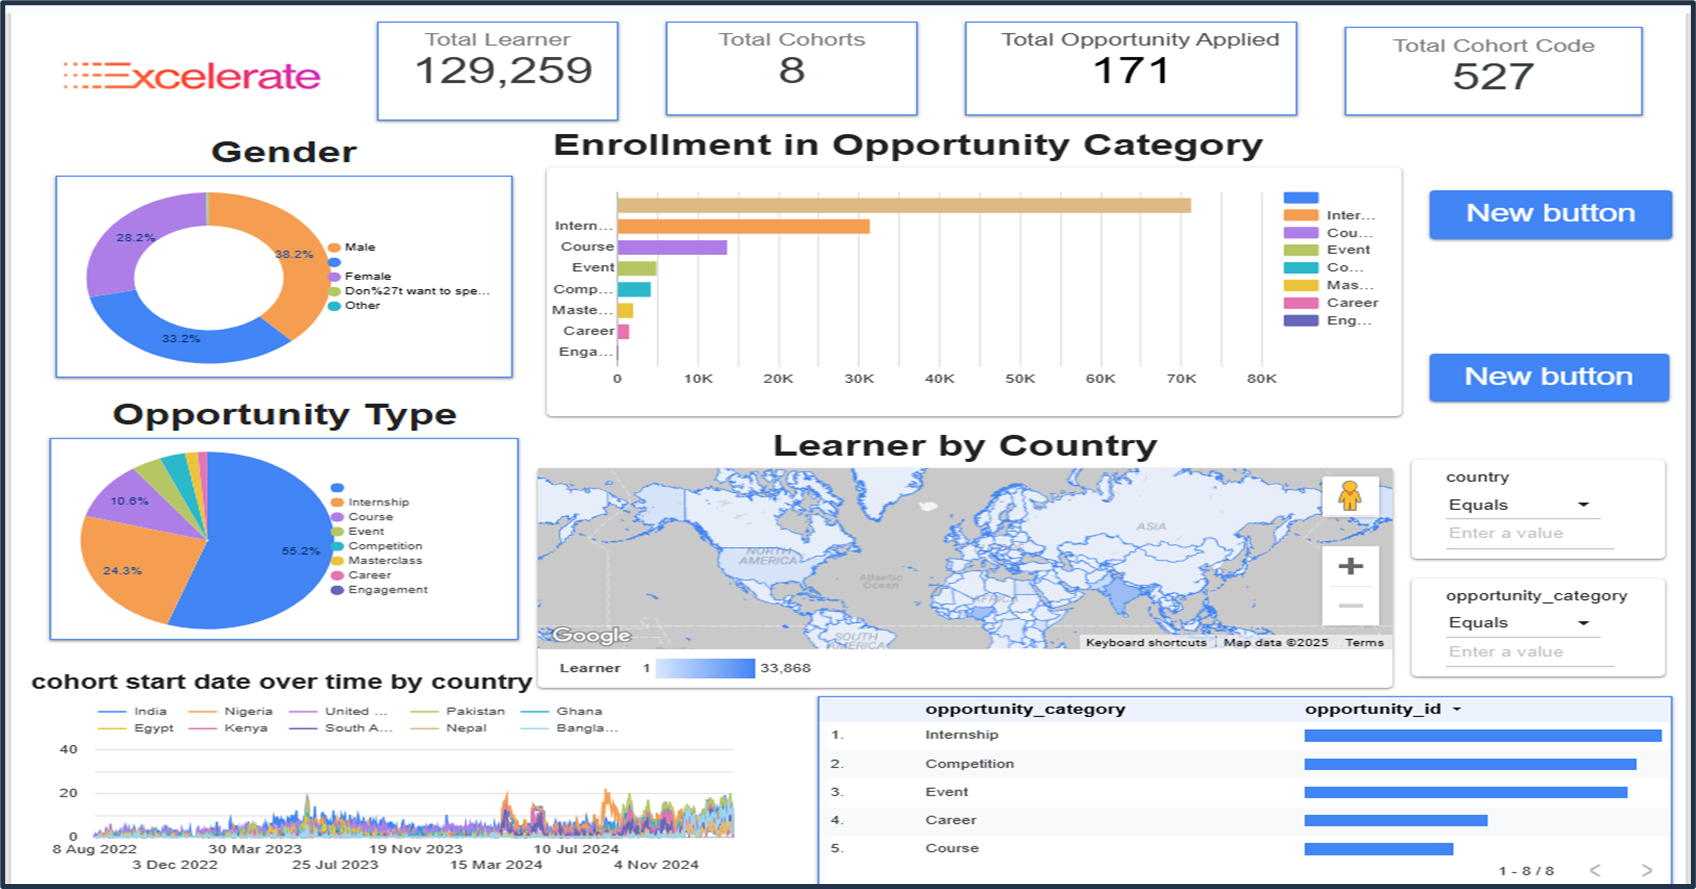 Excelerate
Total Learner
129,259
Total Cohorts
8
Total Opportunity Applied
171
Total Cohort Code
527
Gender
28.2%
38.2%
33.2%
Male
Female
Don%27t want to spe...
Other
Enrollment in Opportunity Category
Intern...
Course
Event
Comp...
Maste...
Career
Enga...
0 10K 20K 30K 40K 50K 60K 70K 80K
Inter...
Cou...
Event
Co...
Mas...
Career
Eng...
New button
New button
Opportunity Type
10.6%
55.2%
24.3%
Internship
Course
Event
Competition
Masterclass
Career
Engagement
Learner by Country
NORTH
AMERICA
Atlantic
Ocean
ASIA
AFRICA
SOUTH
AMERICA
Google
Keyboard shortcuts Map data ©2025 Terms
Learner 1 33,868
country
Equals
Enter a value
opportunity_category
Equals
Enter a value
cohort start date over time by country
India Nigeria United ... Pakistan Ghana
Egypt Kenya South A... Nepal Bangla...
40
20
0
8 Aug 2022 30 Mar 2023 19 Nov 2023 10 Jul 2024
3 Dec 2022 25 Jul 2023 15 Mar 2024 4 Nov 2024
opportunity_category opportunity_id
1. Internship
2. Competition
3. Event
4. Career
5. Course
1 - 8 / 8 < >